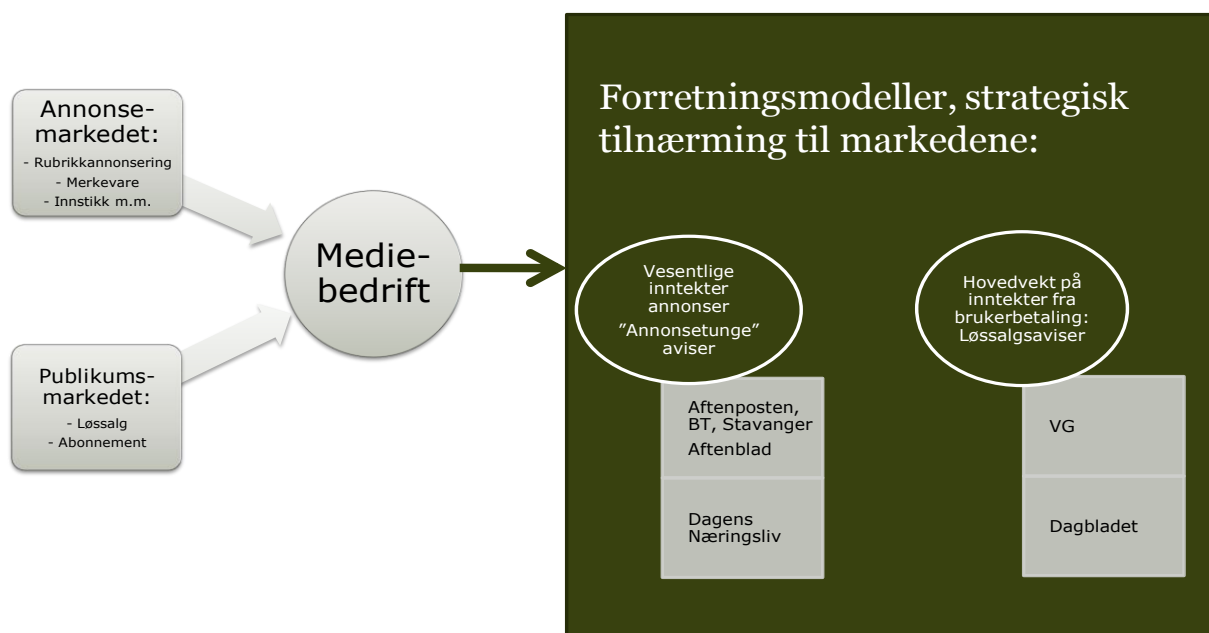 Annonse-
markedet:
- Rubrikkannonsering
- Merkevare
- Innstikk m.m.
Publikums-
markedet:
- Løssalg
- Abonnement
Medie-
bedrift
Forretningsmodeller, strategisk
tilnærming til markedene:
Vesentlige
inntekter
annonser
”Annonsetunge”
aviser
Aftenposten,
BT, Stavanger
Aftenblad
Dagens
Næringsliv
Hovedvekt på
inntekter fra
brukerbetaling:
Løssalgsaviser
VG
Dagbladet